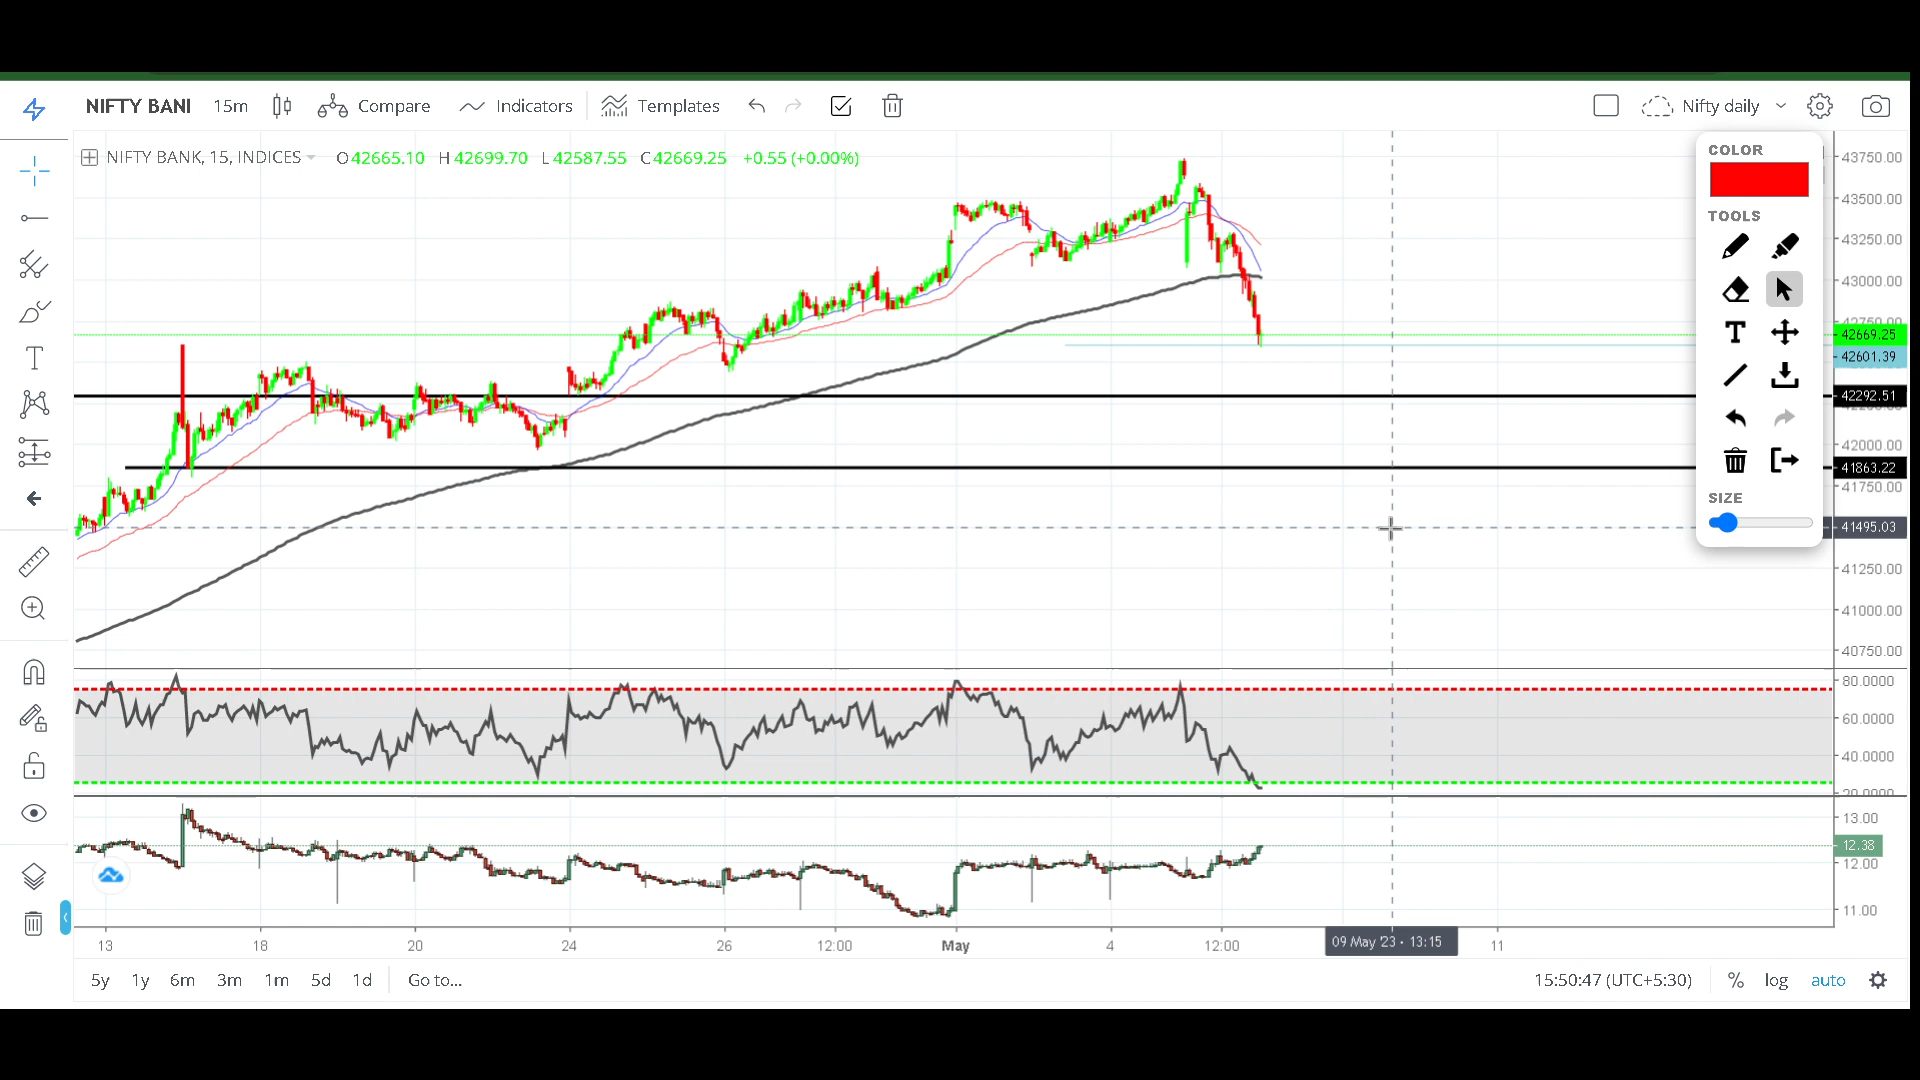 NIFTY BANI 15m Compare Indicators Templates Nifty daily
NIFTY BANK, 15, INDICES O42665.10 H42699.70 L42587.55 C42669.25 +0.55 (+0.00%)
COLOR
TOOLS
T
SIZE
43750.00
43500.00
43250.00
43000.00
42669.25
42601.39
42292.51
42000.00
41863.22
41750.00
41495.03
41250.00
41000.00
40750.00
80.0000
60.0000
40.0000
20.0000
13.00
12.38
12.00
11.00
13 18 20 24 26 12:00 May 4 12:00 09 May '23 • 13:15 11
5y 1y 6m 3m 1m 5d 1d Go to... 15:50:47 (UTC+5:30) % log auto